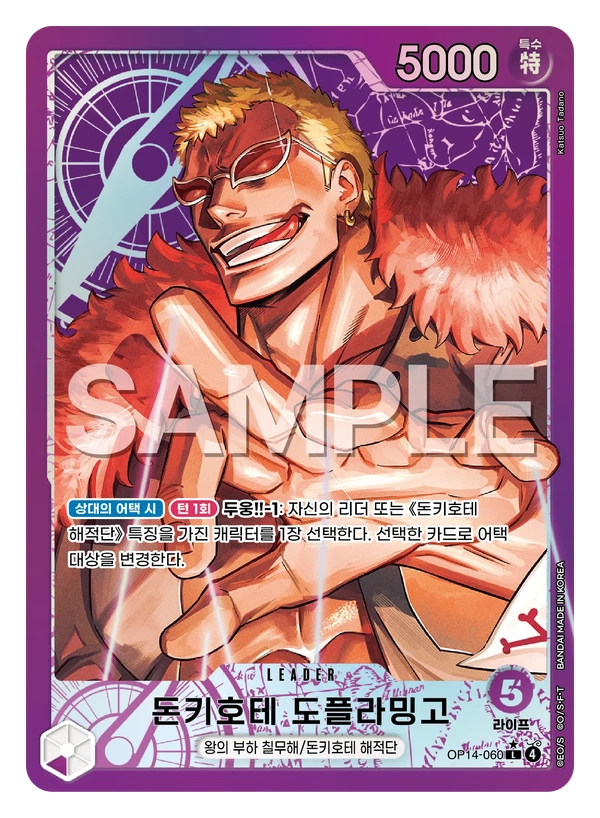 5000
특수
特
Katsuo Tadano
SAMPLE
상대의 어택 시 턴 1회 두웅!!-1: 자신의 리더 또는 《돈키호테
해적단》 특징을 가진 캐릭터를 1장 선택한다. 선택한 카드로 어택
대상을 변경한다.
LEADER
돈키호테 도플라밍고
5
라이프
왕의 부하 칠무해/돈키호테 해적단
OP14-060 L 4
©E.O/S. ©O/S·F·T BANDAI MADE IN KOREA